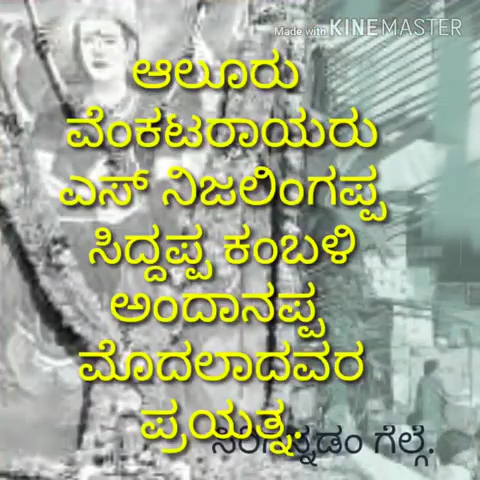 Made with KINEMASTER
ಆಲೂರು
ವೆಂಕಟರಾಯರು
ಎಸ್ ನಿಜಲಿಂಗಪ್ಪ
ಸಿದ್ದಪ್ಪ ಕಂಬಳಿ
ಅಂದಾನಪ್ಪ
ಮೊದಲಾದವರ
ಪ್ರಯತ್ನ.
ಗೆಲ್ಗೆ.